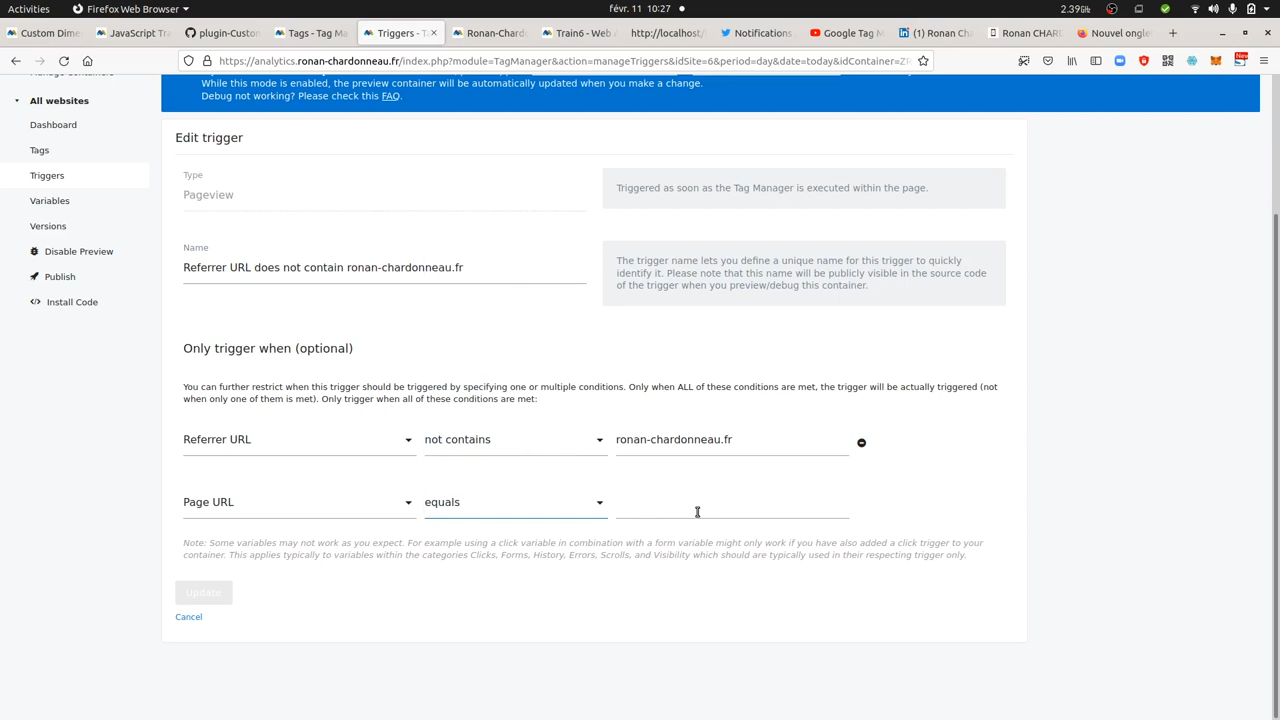 Activities
Firefox Web Browser
févr. 11 10:27
2.39
Custom Dime
JavaScript Tra
plugin-Custon
Tags - Tag Ma
Triggers - T
Ronan-Chard
Train6 - Web A
http://localhost/
Notifications
Google Tag M
(1) Ronan Cha
Ronan CHARD
Nouvel ongle
https://analytics.ronan-chardonneau.fr/index.php?module=TagManager&action=manageTriggers&idSite=6&period=day&date=today&idContainer=ZF
New
All websites
Dashboard
Tags
Triggers
Variables
Versions
Disable Preview
Publish
Install Code
While this mode is enabled, the preview container will be automatically updated when you make a change.
Debug not working? Please check this FAQ.
Edit trigger
Type
Pageview
Triggered as soon as the Tag Manager is executed within the page.
Name
Referrer URL does not contain ronan-chardonneau.fr
The trigger name lets you define a unique name for this trigger to quickly
identify it. Please note that this name will be publicly visible in the source code
of the trigger when you preview/debug this container.
Only trigger when (optional)
You can further restrict when this trigger should be triggered by specifying one or multiple conditions. Only when ALL of these conditions are met, the trigger will be actually triggered (not
when only one of them is met). Only trigger when all of these conditions are met:
Referrer URL
not contains
ronan-chardonneau.fr
Page URL
equals
Note: Some variables may not work as you expect. For example using a click variable in combination with a form variable might only work if you have also added a click trigger to your
container. This applies typically to variables within the categories Clicks, Forms, History, Errors, Scrolls, and Visibility which should are typically used in their respecting trigger only.
Update
Cancel